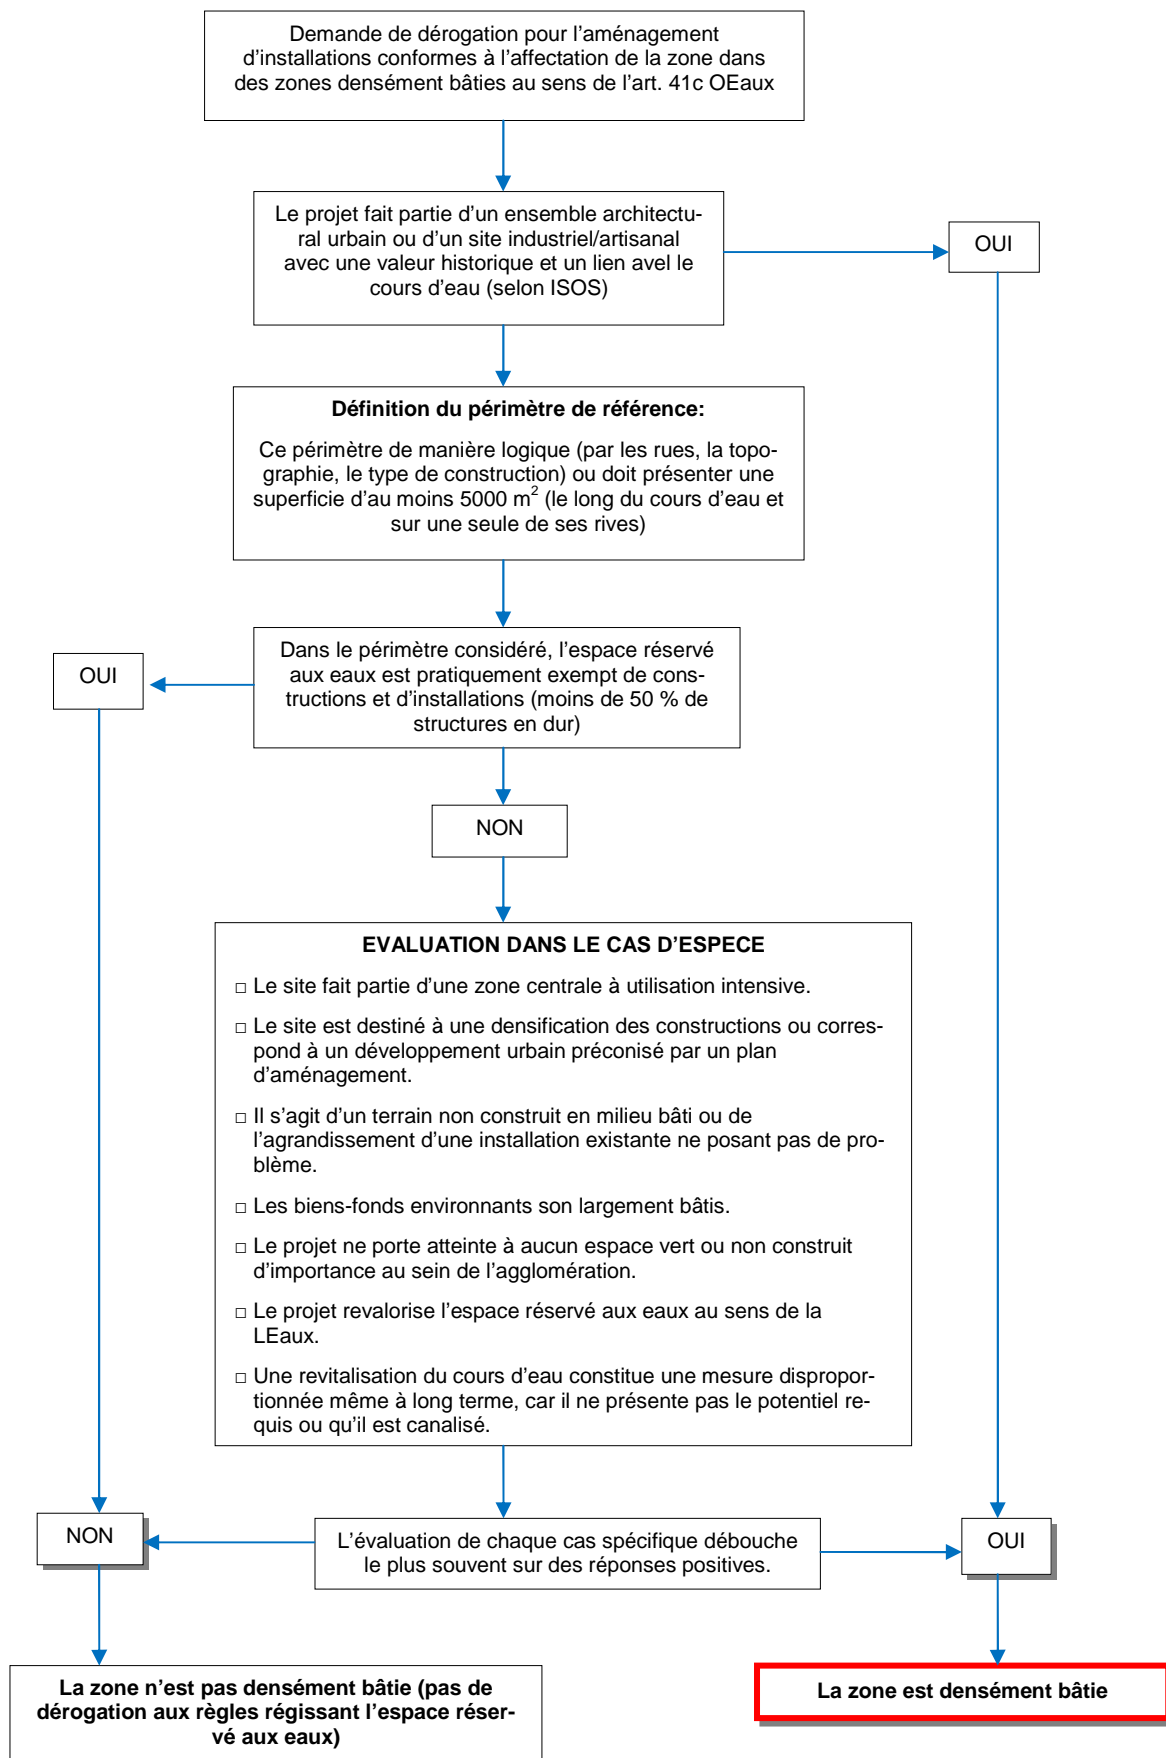 Demande de dérogation pour l’aménagement
d’installations conformes à l’affectation de la zone dans
des zones densément bâties au sens de l’art. 41c OEaux
Le projet fait partie d’un ensemble architectu-
ral urbain ou d’un site industriel/artisanal
avec une valeur historique et un lien avel le
cours d’eau (selon ISOS)
OUI
Définition du périmètre de référence:
Ce périmètre de manière logique (par les rues, la topo-
graphie, le type de construction) ou doit présenter une
superficie d’au moins 5000 m² (le long du cours d’eau et
sur une seule de ses rives)
OUI
Dans le périmètre considéré, l’espace réservé
aux eaux est pratiquement exempt de cons-
tructions et d’installations (moins de 50 % de
structures en dur)
NON
EVALUATION DANS LE CAS D’ESPECE
□ Le site fait partie d’une zone centrale à utilisation intensive.
□ Le site est destiné à une densification des constructions ou corres-
pond à un développement urbain préconisé par un plan
d’aménagement.
□ Il s’agit d’un terrain non construit en milieu bâti ou de
l’agrandissement d’une installation existante ne posant pas de pro-
blème.
□ Les biens-fonds environnants son largement bâtis.
□ Le projet ne porte atteinte à aucun espace vert ou non construit
d’importance au sein de l’agglomération.
□ Le projet revalorise l’espace réservé aux eaux au sens de la
LEaux.
□ Une revitalisation du cours d’eau constitue une mesure dispropor-
tionnée même à long terme, car il ne présente pas le potentiel re-
quis ou qu’il est canalisé.
NON
L’évaluation de chaque cas spécifique débouche
le plus souvent sur des réponses positives.
OUI
La zone n’est pas densément bâtie (pas de
dérogation aux règles régissant l’espace réser-
vé aux eaux)
La zone est densément bâtie